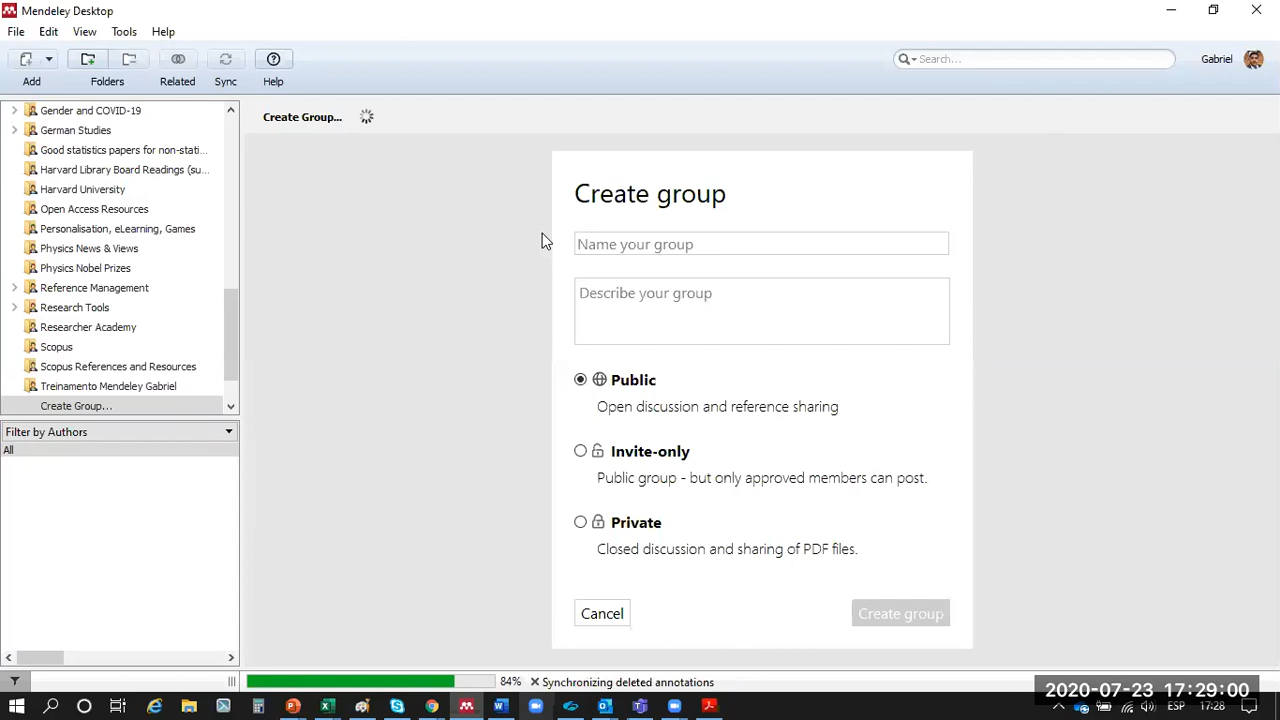 Mendeley Desktop
File Edit View Tools Help
Search...
Gabriel
Add Folders Related Sync Help
Gender and COVID-19
German Studies
Good statistics papers for non-stati...
Harvard Library Board Readings (su...
Harvard University
Open Access Resources
Personalisation, eLearning, Games
Physics News & Views
Physics Nobel Prizes
Reference Management
Research Tools
Researcher Academy
Scopus
Scopus References and Resources
Treinamento Mendeley Gabriel
Create Group...
Filter by Authors
All
Create Group...
Create group
Name your group
Describe your group
Public
Open discussion and reference sharing
Invite-only
Public group - but only approved members can post.
Private
Closed discussion and sharing of PDF files.
Cancel
Create group
84% Synchronizing deleted annotations
2020-07-23 17:29:00
ESP 17:28